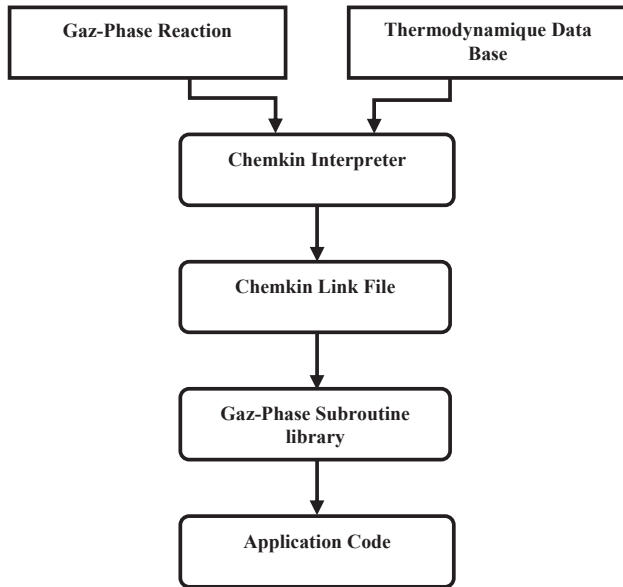 Gaz-Phase Reaction
Thermodynamique Data
Base
Chemkin Interpreter
Chemkin Link File
Gaz-Phase Subroutine
library
Application Code